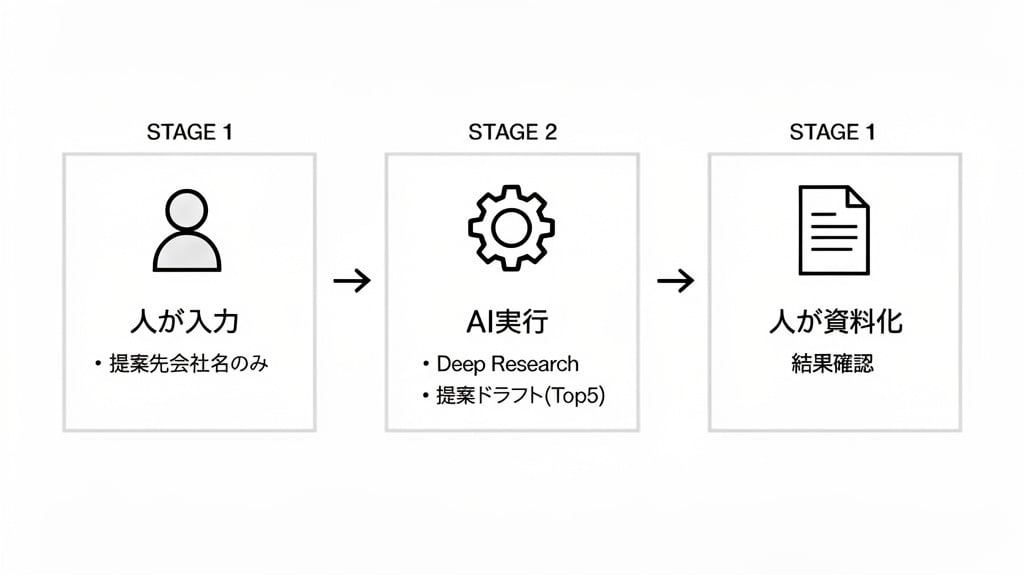 STAGE 1
人が入力
・提案先会社名のみ
STAGE 2
AI実行
・Deep Research
・提案ドラフト(Top5)
STAGE 1
人が資料化
結果確認